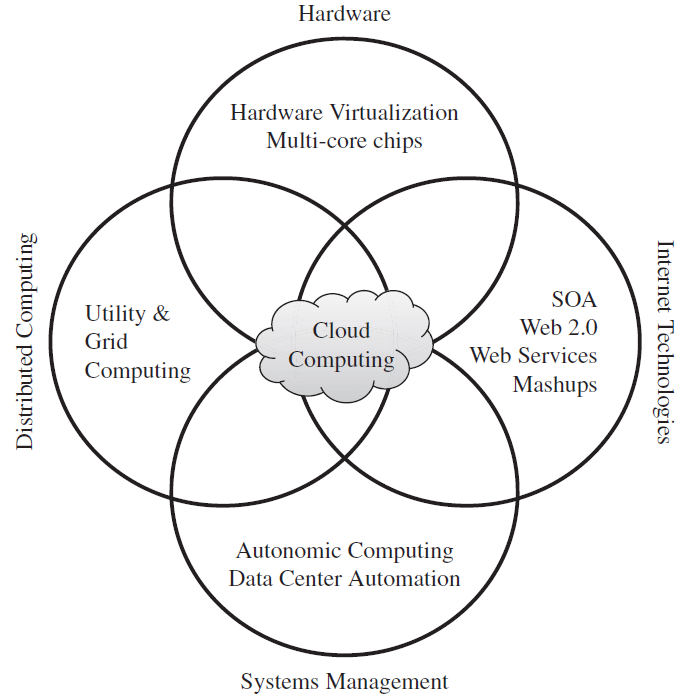 Hardware
Hardware Virtualization
Multi-core chips
Distributed Computing
Utility &
Grid
Computing
Cloud
Computing
SOA
Web 2.0
Web Services
Mashups
Internet Technologies
Autonomic Computing
Data Center Automation
Systems Management